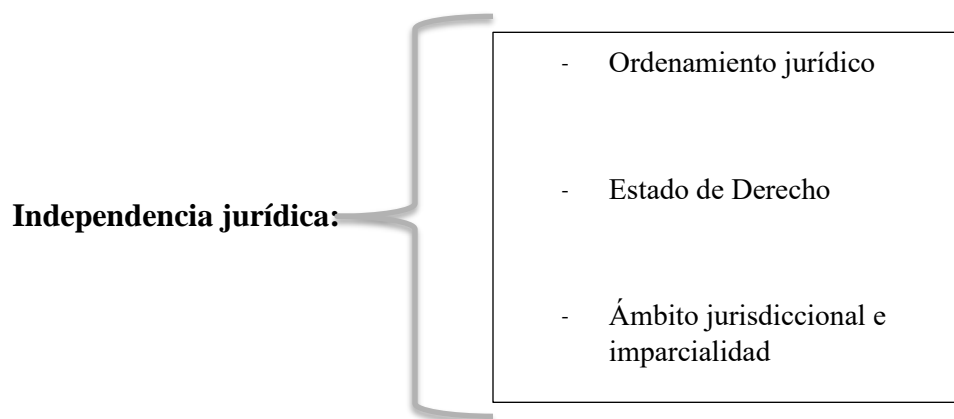 Independencia jurídica:
- Ordenamiento jurídico
- Estado de Derecho
- Ámbito jurisdiccional e
imparcialidad